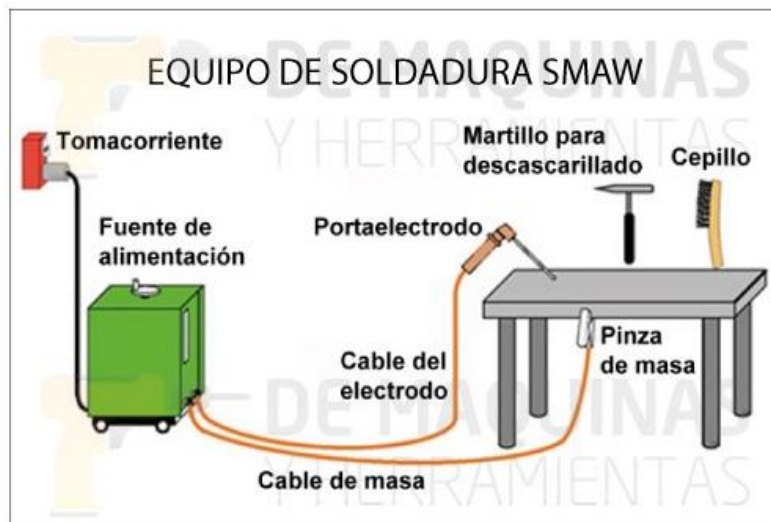 EQUIPO DE SOLDADURA SMAW
DE MAQUINAS
Y HERRAMIENTAS
Tomacorriente
Martillo para
descascarillado
Cepillo
Fuente de
alimentación
Portaelectrodo
Cable del
electrodo
Pinza
de masa
Cable de masa
DE MAQUINAS
Y HERRAMIENTAS